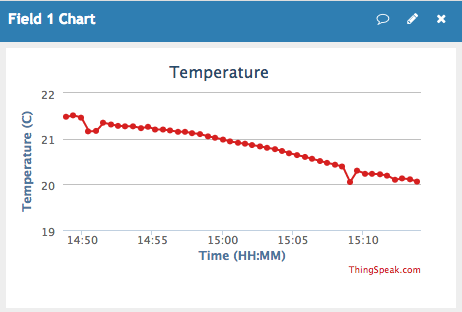 Field 1 Chart
Temperature
Temperature (C)
22
21
20
19
14:50 14:55 15:00 15:05 15:10
Time (HH:MM)
ThingSpeak.com